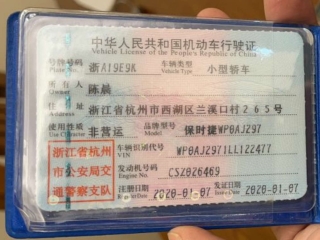 中华人民共和国机动车行驶证
Vehicle License of the People's Republic of China
号牌号码 浙A19E9K 车辆类型 小型轿车
Plate No. Vehicle Type
所有人 陈晨
Owner
住址 浙江省杭州市西湖区兰溪口村265号
Address
使用性质 非营运 品牌型号 保时捷WP0AJ297
Use Character Model
浙江省杭州 车辆识别代号 WP0AJ2971LL122477
VIN
市公安局交 发动机号码 CSZ026469
Engine No.
通警察支队 注册日期 2020-01-07 发证日期 2020-01-07
Register Date Issue Date